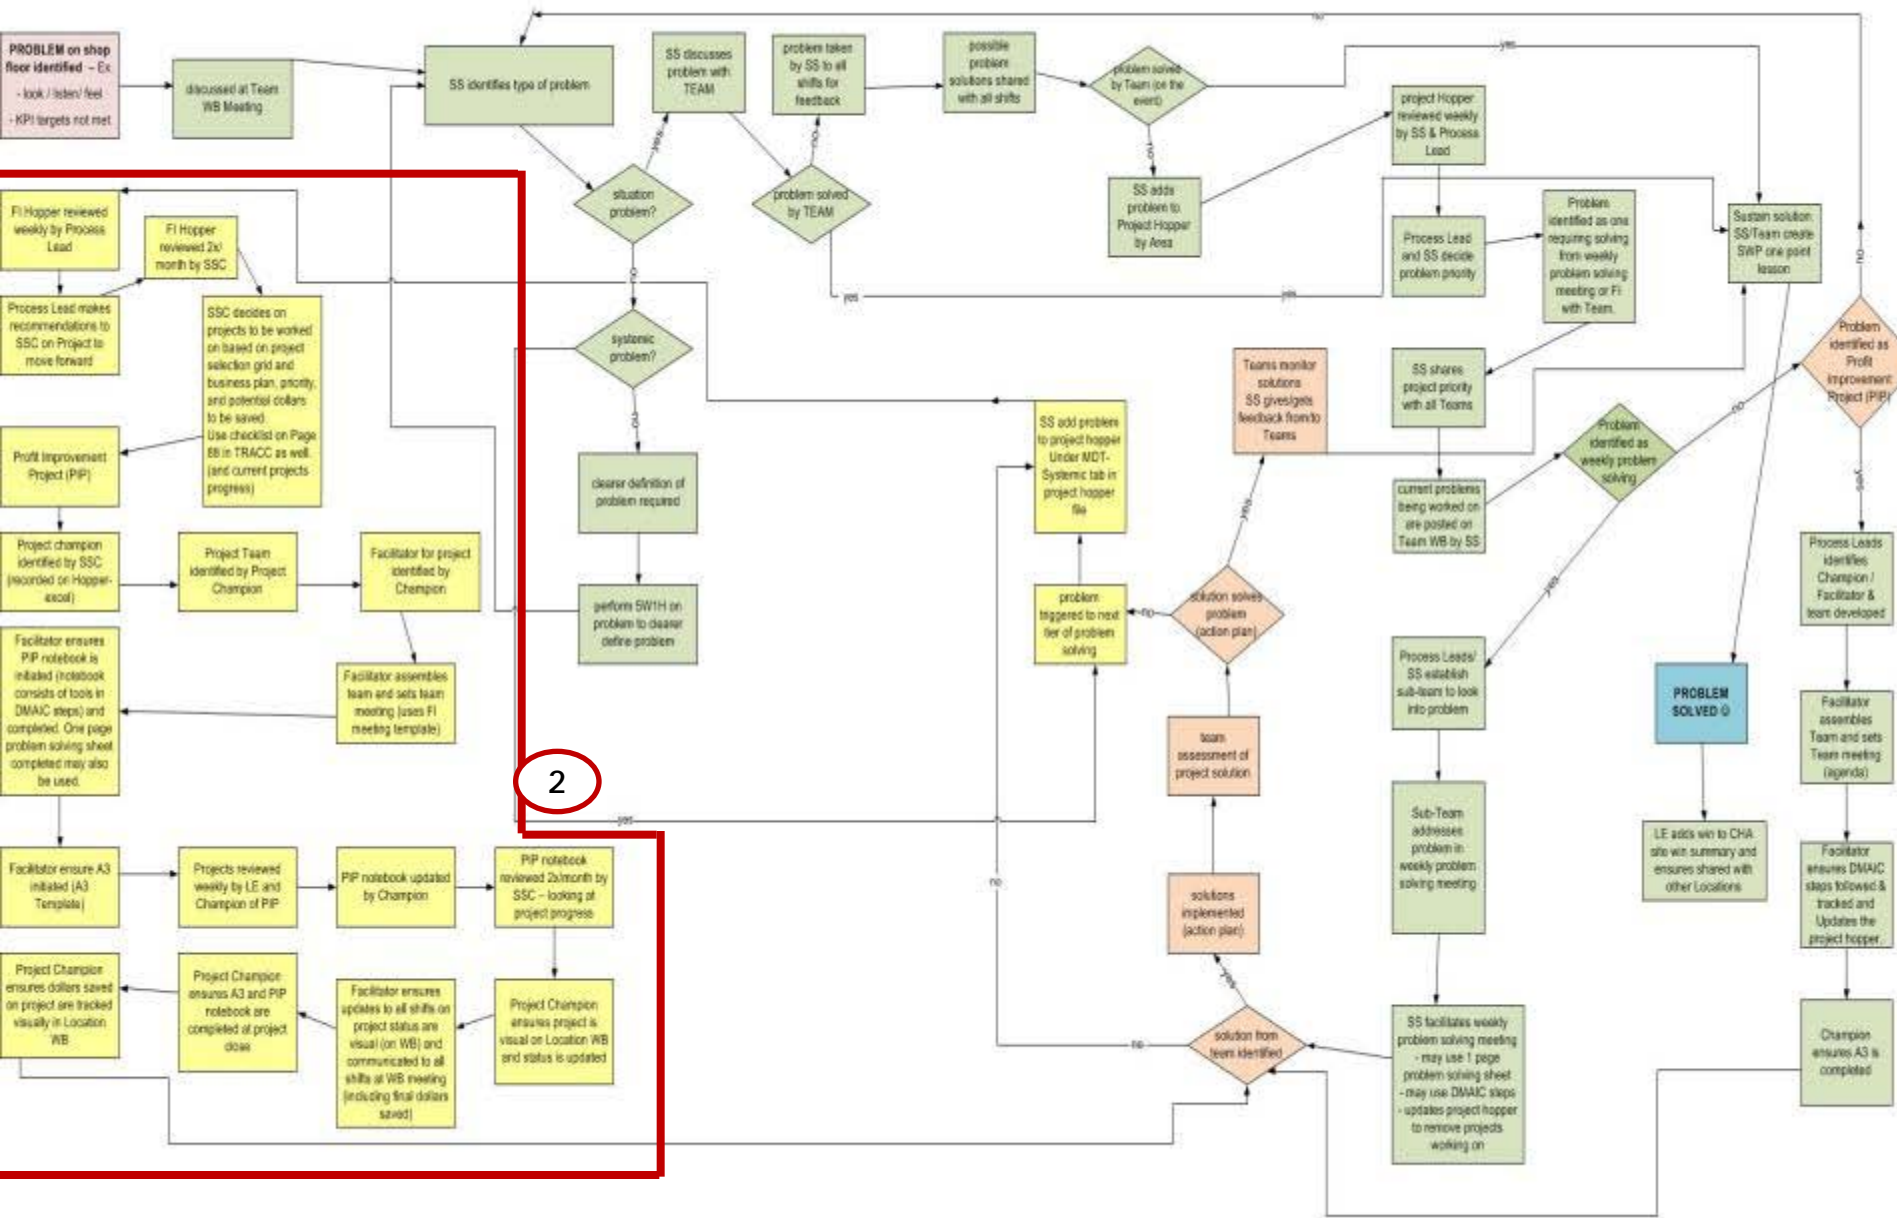 PROBLEM on shop
floor identified – Ex
- look / listen/ feel
- KPI targets not met
discussed at Team
WB Meeting
SS identifies type of problem
SS discusses
problem with
TEAM
problem taken
by SS to all
shifts for
feedback
possible
problem
solutions shared
with all shifts
problem solved
by Team (on the
event)
yes
no
project Hopper
reviewed weekly
by SS & Process
Lead
situation
problem?
yes
no
problem solved
by TEAM
no
yes
yes
no
SS adds
problem to
Project Hopper
by Area
Process Lead
and SS decide
problem priority
Problem
identified as one
requiring solving
from weekly
problem solving
meeting or FI
with Team.
Sustain solution
SS/Team create
SWP one point
lesson
no
FI Hopper reviewed
weekly by Process
Lead
FI Hopper
reviewed 2x/
month by SSC
Process Lead makes
recommendations to
SSC on Project to
move forward
SSC decides on
projects to be worked
on based on project
selection grid and
business plan, priority,
and potential dollars
to be saved.
Use checklist on Page
88 in TRACC as well.
(and current projects
progress)
systemic
problem?
no
clearer definition of
problem required
perform 5W1H on
problem to clearer
define problem
Teams monitor
solutions
SS gives/gets
feedback from/to
Teams
SS shares
project priority
with all Teams
Problem
identified as
weekly problem
solving
no
yes
Problem
identified as
Profit
Improvement
Project (PIP)
yes
SS add problem
to project hopper
Under MDT-
Systemic tab in
project hopper
file
current problems
being worked on
are posted on
Team WB by SS
Profit Improvement
Project (PIP)
Project champion
identified by SSC
(recorded on Hopper-
excel)
Project Team
identified by Project
Champion
Facilitator for project
identified by
Champion
problem
triggered to next
tier of problem
solving
no
solution solves
problem
(action plan)
yes
Process Leads
identifies
Champion /
Facilitator &
team developed
Facilitator ensures
PIP notebook is
initiated (notebook
consists of tools in
DMAIC steps) and
completed. One page
problem solving sheet
completed may also
be used.
Facilitator assembles
team and sets team
meeting (uses FI
meeting template)
Process Leads/
SS establish
sub-team to look
into problem
PROBLEM
SOLVED ☺
Facilitator
assembles
Team and sets
Team meeting
(agenda)
team
assessment of
project solution
2
yes
Sub-Team
addresses
problem in
weekly problem
solving meeting
LE adds win to CHA
site win summary and
ensures shared with
other Locations
Facilitator
ensures DMAIC
steps followed &
tracked and
Updates the
project hopper.
Facilitator ensure A3
initiated (A3
Template)
Projects reviewed
weekly by LE and
Champion of PIP
PIP notebook updated
by Champion
PIP notebook
reviewed 2x/month by
SSC – looking at
project progress
no
solutions
implemented
(action plan)
yes
Project Champion
ensures dollars saved
on project are tracked
visually in Location
WB
Project Champion
ensures A3 and PIP
notebook are
completed at project
close
Facilitator ensures
updates to all shifts on
project status are
visual (on WB) and
communicated to all
shifts at WB meeting
(including final dollars
saved)
Project Champion
ensures project is
visual on Location WB
and status is updated
no
solution from
team identified
SS facilitates weekly
problem solving meeting
- may use 1 page
problem solving sheet
- may use DMAIC steps
- updates project hopper
to remove projects
working on
Champion
ensures A3 is
completed